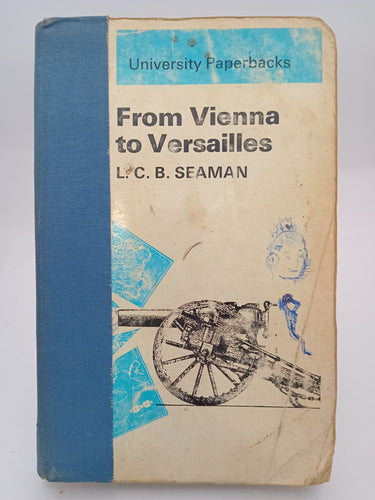 University Paperbacks
From Vienna
to Versailles
L. C. B. SEAMAN